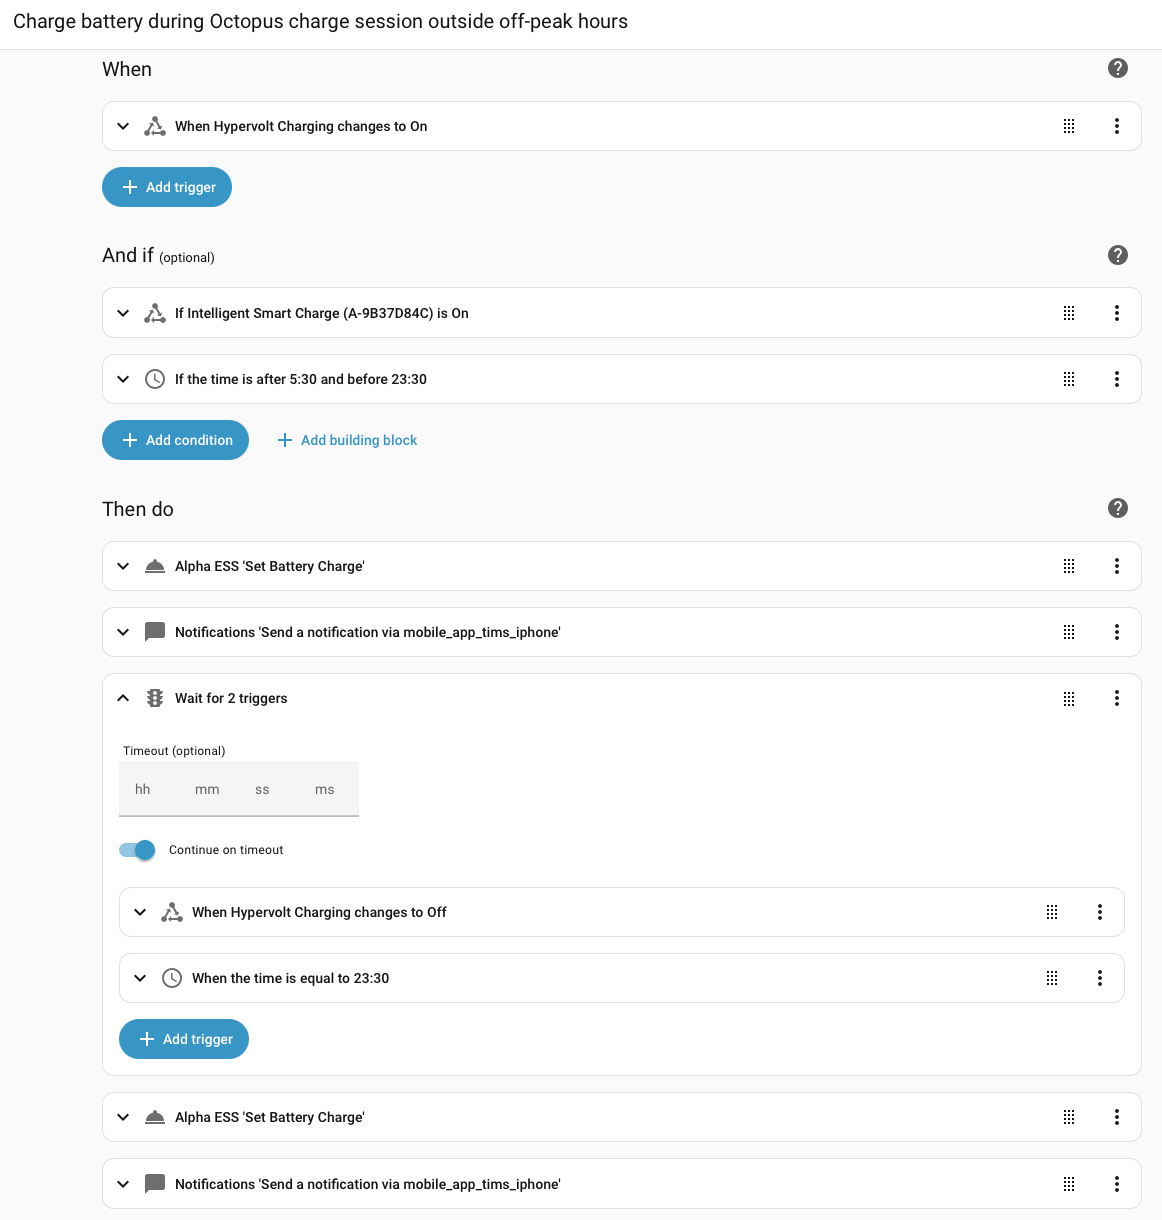 Charge battery during Octopus charge session outside off-peak hours
When
When Hypervolt Charging changes to On
Add trigger
And if (optional)
If Intelligent Smart Charge (A-9B37D84C) is On
If the time is after 5:30 and before 23:30
Add condition
Add building block
Then do
Alpha ESS 'Set Battery Charge'
Notifications 'Send a notification via mobile_app_tims_iphone'
Wait for 2 triggers
Timeout (optional)
hh mm ss ms
Continue on timeout
When Hypervolt Charging changes to Off
When the time is equal to 23:30
Add trigger
Alpha ESS 'Set Battery Charge'
Notifications 'Send a notification via mobile_app_tims_iphone'